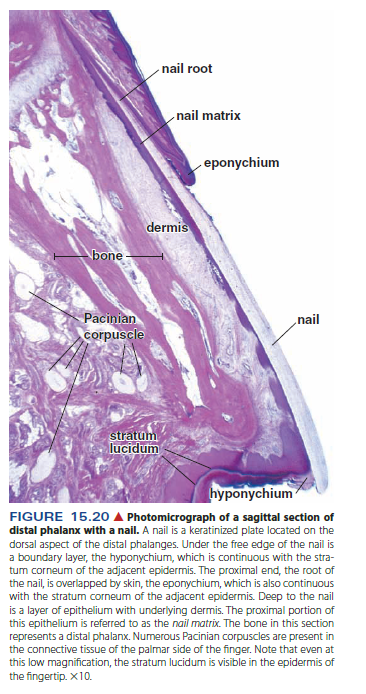 nail root
nail matrix
eponychium
dermis
bone
Pacinian
corpuscle
nail
stratum
lucidum
hyponychium
FIGURE 15.20 ▲ Photomicrograph of a sagittal section of
distal phalanx with a nail. A nail is a keratinized plate located on the
dorsal aspect of the distal phalanges. Under the free edge of the nail is
a boundary layer, the hyponychium, which is continuous with the stra-
tum corneum of the adjacent epidermis. The proximal end, the root of
the nail, is overlapped by skin, the eponychium, which is also continuous
with the stratum corneum of the adjacent epidermis. Deep to the nail
is a layer of epithelium with underlying dermis. The proximal portion of
this epithelium is referred to as the nail matrix. The bone in this section
represents a distal phalanx. Numerous Pacinian corpuscles are present in
the connective tissue of the palmar side of the finger. Note that even at
this low magnification, the stratum lucidum is visible in the epidermis of
the fingertip. ×10.